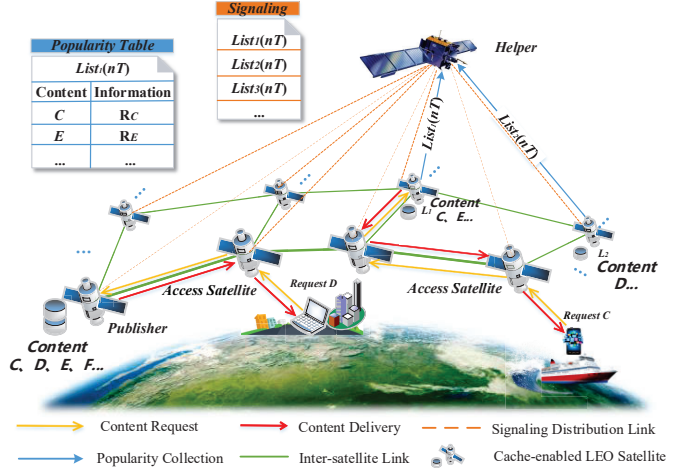 Popularity Table
List₁(nT)
Content Information
C RC
E RE
... ...
Signaling
List₁(nT)
List₂(nT)
List₃(nT)
...
Helper
List₁(nT)
List₂(nT)
L₁
Content
C、E...
L₂
Content
D...
Access Satellite
Access Satellite
Publisher
Content
C、D、E、F...
Request D
Request C
Content Request
Content Delivery
Signaling Distribution Link
Popularity Collection
Inter-satellite Link
Cache-enabled LEO Satellite